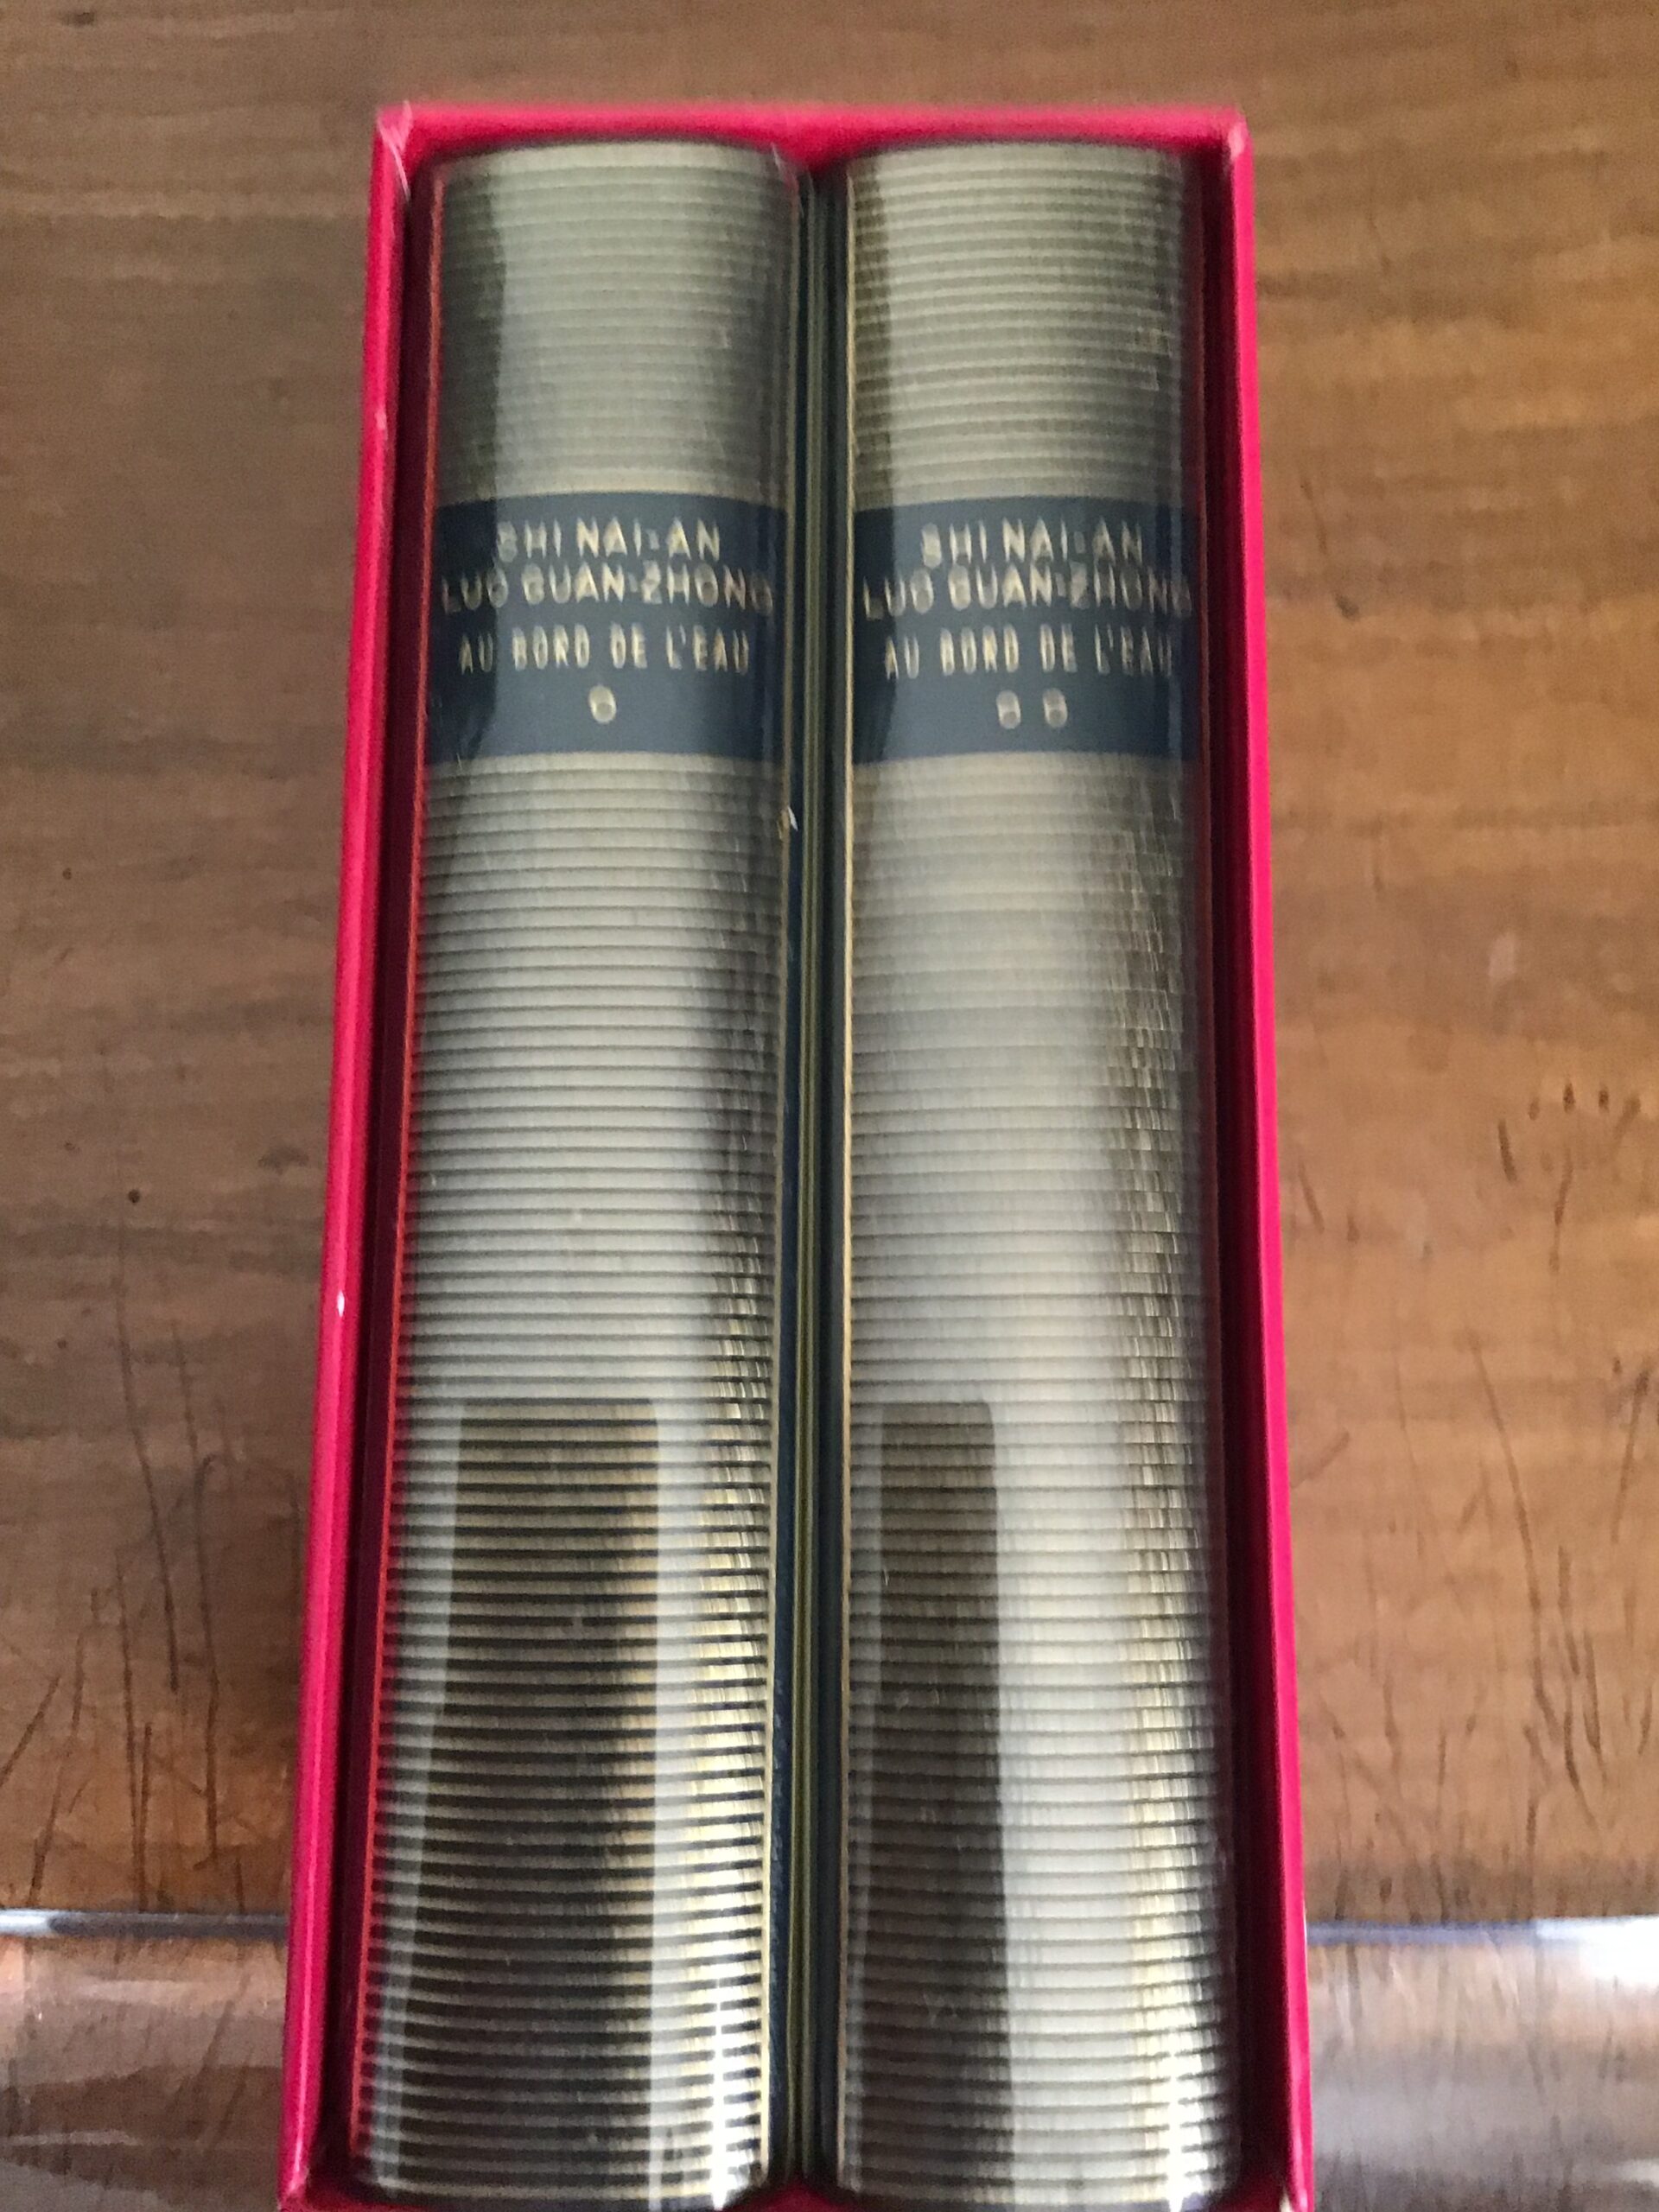 SHI NAI-AN
LUO GUAN-ZHONG
AU BORD DE L'EAU
SHI NAI-AN
LUO GUAN-ZHONG
AU BORD DE L'EAU